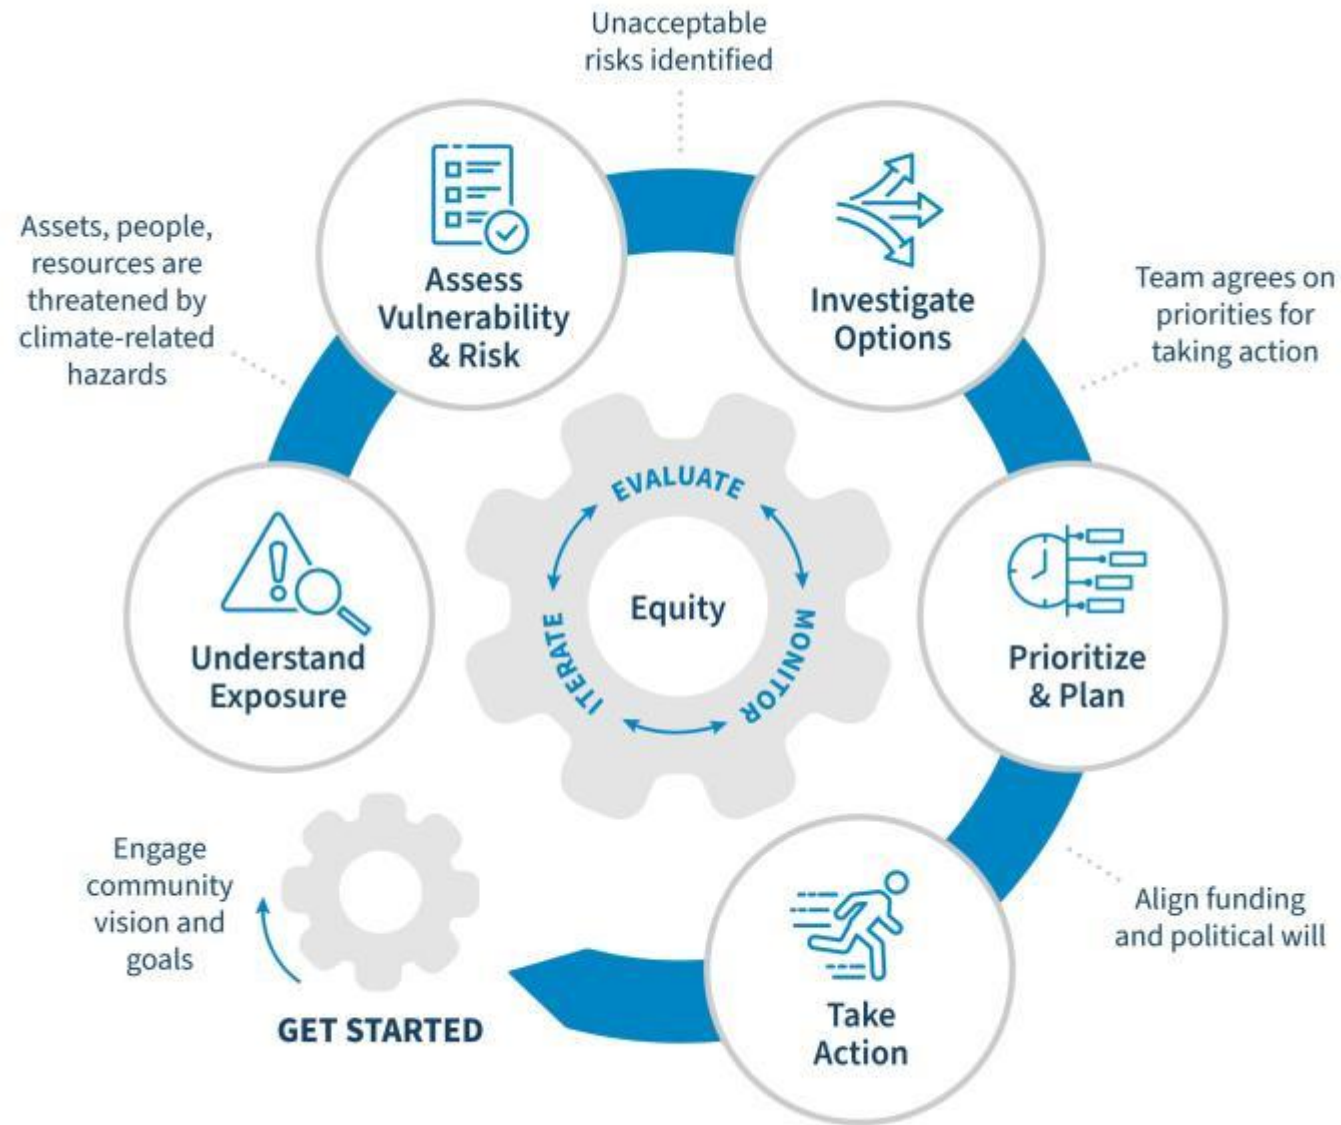 Unacceptable
risks identified
Assess
Vulnerability
& Risk
Investigate
Options
Assets, people,
resources are
threatened by
climate-related
hazards
Team agrees on
priorities for
taking action
EVALUATE
Equity
ITERATE
MONITOR
Understand
Exposure
Prioritize
& Plan
Engage
community
vision and
goals
GET STARTED
Align funding
and political will
Take
Action